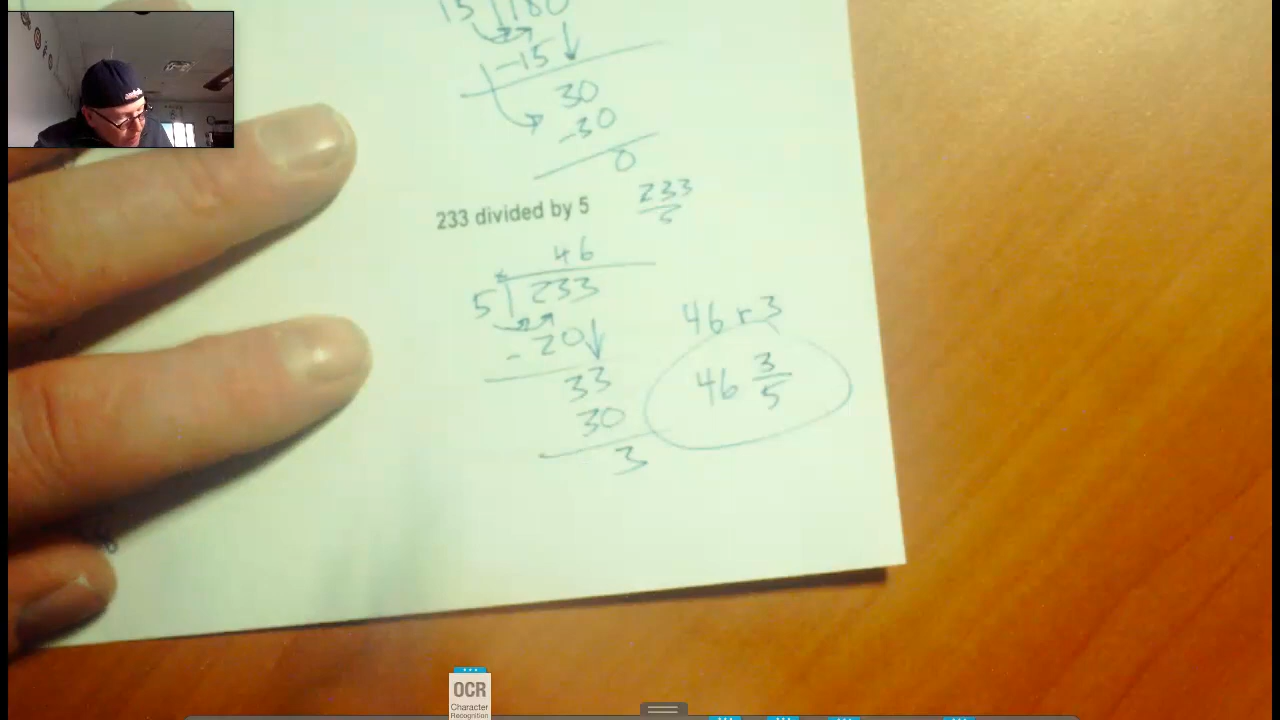 15 180
-15
30
-30
0
233 divided by 5
233
5
46
5 233
-20
33
30
3
46 r 3
46 3/5
OCR
Character
Recognition